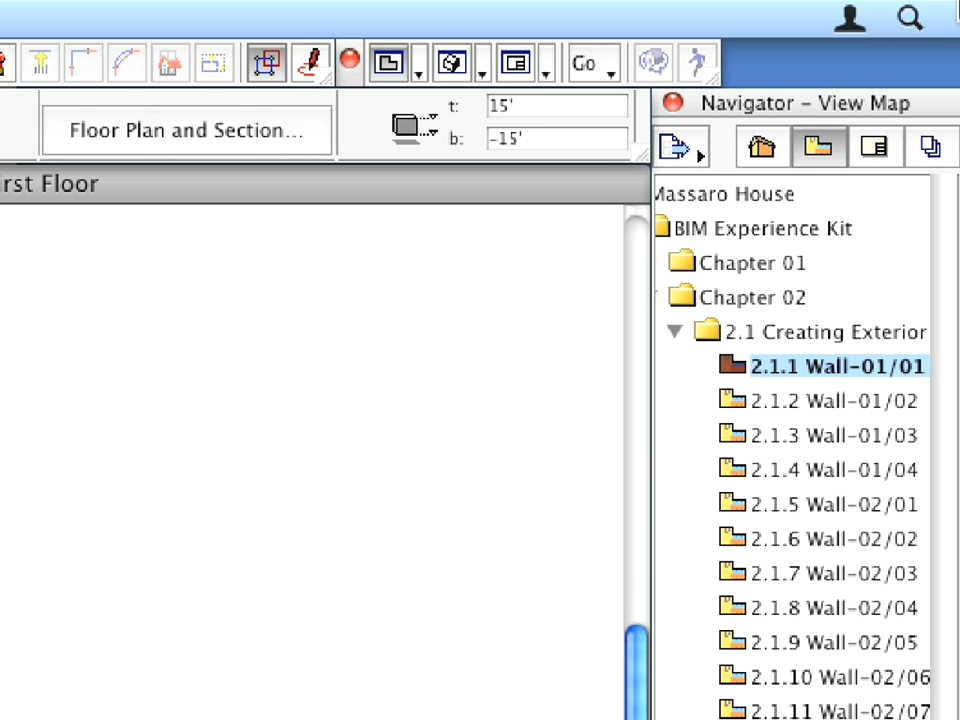 Go
Floor Plan and Section...
t: 15'
b: -15'
Navigator - View Map
irst Floor
Massaro House
BIM Experience Kit
Chapter 01
Chapter 02
2.1 Creating Exterior
2.1.1 Wall-01/01
2.1.2 Wall-01/02
2.1.3 Wall-01/03
2.1.4 Wall-01/04
2.1.5 Wall-02/01
2.1.6 Wall-02/02
2.1.7 Wall-02/03
2.1.8 Wall-02/04
2.1.9 Wall-02/05
2.1.10 Wall-02/06
2.1.11 Wall-02/07